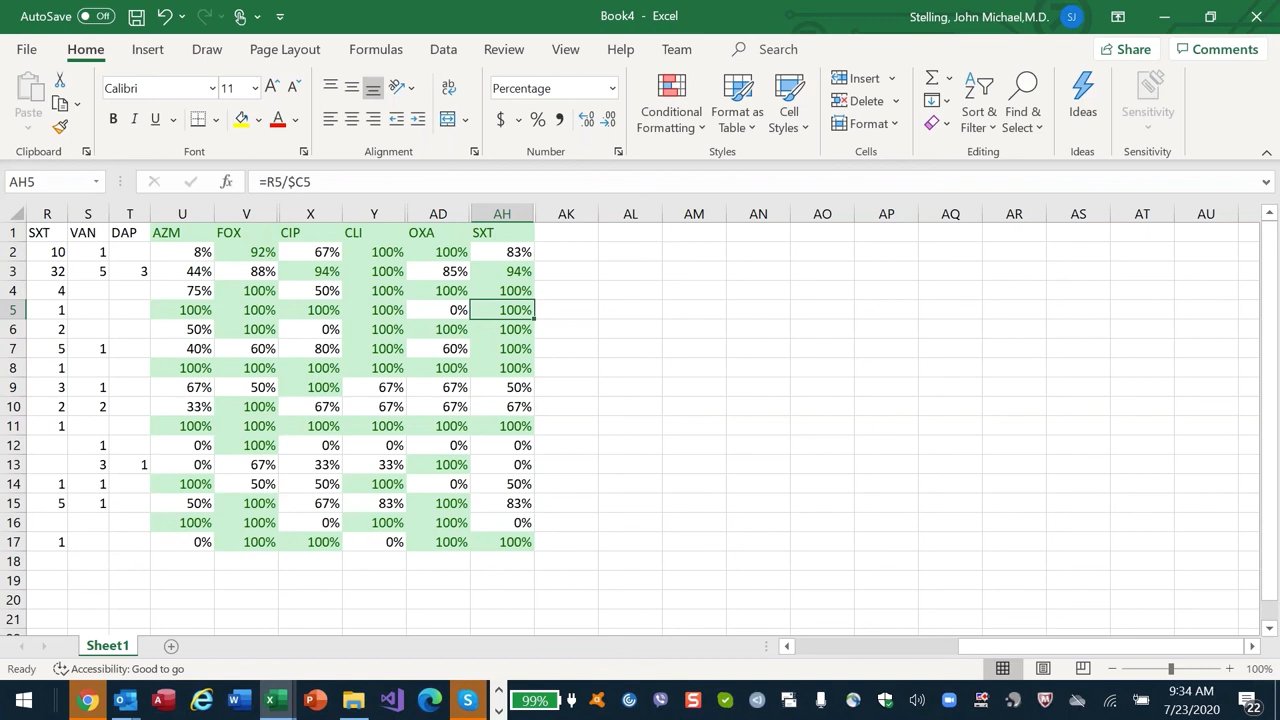 AutoSave Off Book4 - Excel Stelling, John Michael,M.D. SJ
File Home Insert Draw Page Layout Formulas Data Review View Help Team Search Share Comments
Paste Calibri 11 Percentage Conditional Formatting Format as Table Cell Styles Insert Delete Format Sort & Filter Find & Select Ideas Sensitivity
Clipboard Font Alignment Number Styles Cells Editing Ideas Sensitivity
AH5 fx =R5/$C5
R S T U V X Y AD AH AK AL AM AN AO AP AQ AR AS AT AU
1 SXT VAN DAP AZM FOX CIP CLI OXA SXT
2 10 1 8% 92% 67% 100% 100% 83%
3 32 5 3 44% 88% 94% 100% 85% 94%
4 4 75% 100% 50% 100% 100% 100%
5 1 100% 100% 100% 100% 0% 100%
6 2 50% 100% 0% 100% 100% 100%
7 5 1 40% 60% 80% 100% 60% 100%
8 1 100% 100% 100% 100% 100% 100%
9 3 1 67% 50% 100% 67% 67% 50%
10 2 2 33% 100% 67% 67% 67% 67%
11 1 100% 100% 100% 100% 100% 100%
12 1 0% 100% 0% 0% 0% 0%
13 3 1 0% 67% 33% 33% 100% 0%
14 1 1 100% 50% 50% 100% 0% 50%
15 5 1 50% 100% 67% 83% 100% 83%
16 100% 100% 0% 100% 100% 0%
17 1 0% 100% 100% 0% 100% 100%
18
19
20
21
Sheet1
Ready Accessibility: Good to go 100%
99% 9:34 AM
7/23/2020 22